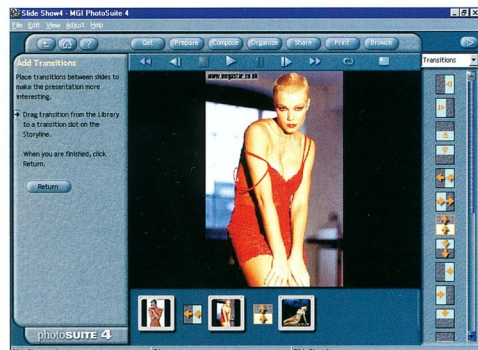 Slide Show4 - MGI PhotoSuite 4
File Edit View Adjust Help
Get Prepare Compose Organize Share Print Browse
Add Transitions
Transitions
Place transitions between slides to
make the presentation more
interesting.
www.megastar.co.uk
Drag transition from the Library
to a transition slot on the
Storyline.
When you are finished, click
Return.
Return
photosUITE 4